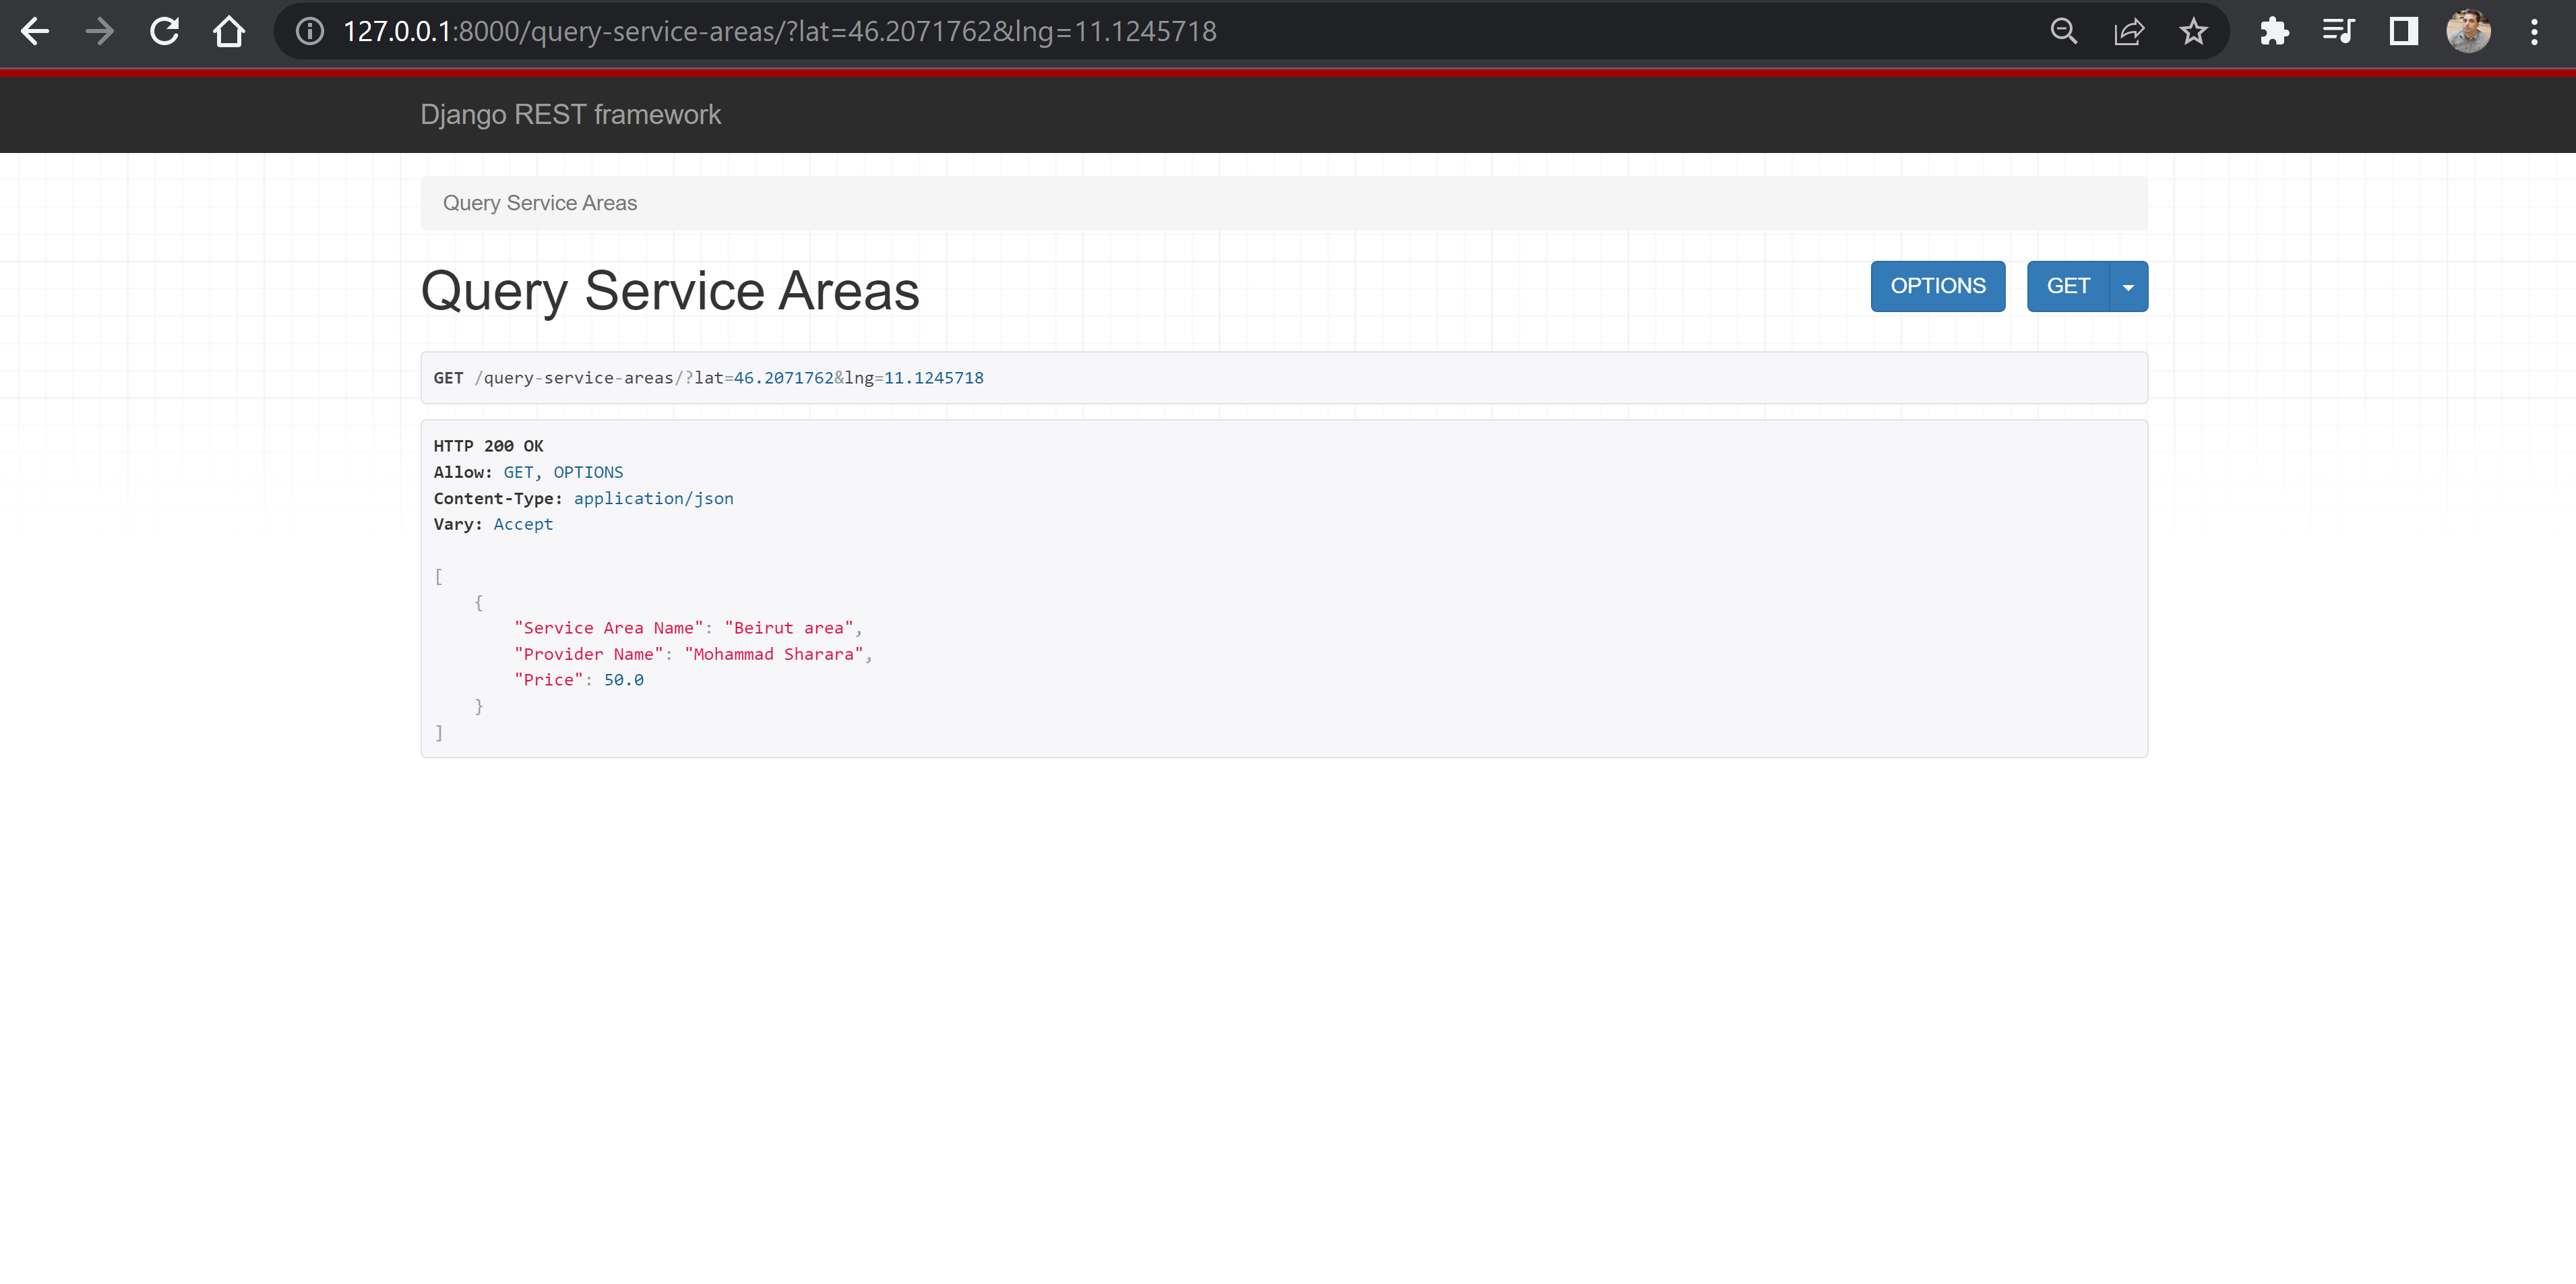 127.0.0.1:8000/query-service-areas/?lat=46.2071762&lng=11.1245718
Django REST framework
Query Service Areas
Query Service Areas
OPTIONS
GET
GET /query-service-areas/?lat=46.2071762&lng=11.1245718
HTTP 200 OK
Allow: GET, OPTIONS
Content-Type: application/json
Vary: Accept
[
    {
        "Service Area Name": "Beirut area",
        "Provider Name": "Mohammad Sharara",
        "Price": 50.0
    }
]